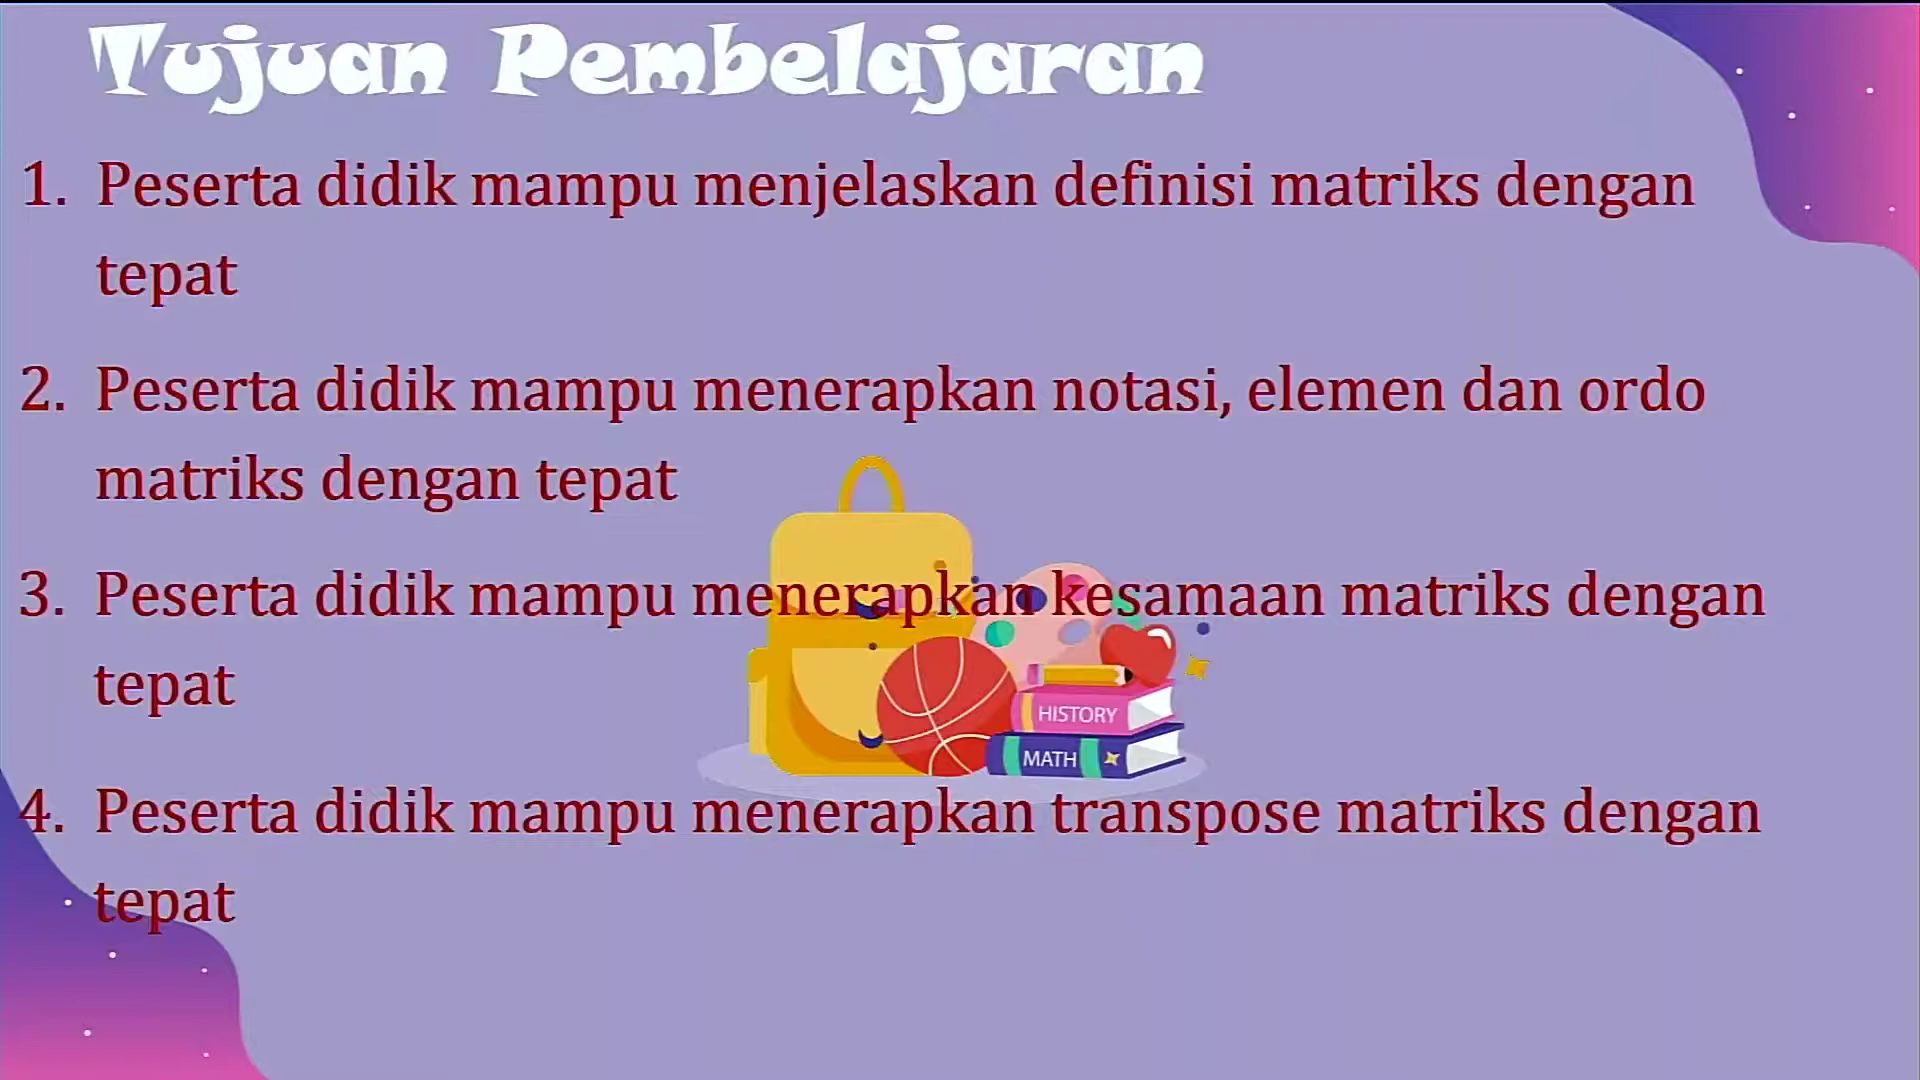 Tujuan Pembelajaran
1. Peserta didik mampu menjelaskan definisi matriks dengan
tepat
2. Peserta didik mampu menerapkan notasi, elemen dan ordo
matriks dengan tepat
3. Peserta didik mampu menerapkan kesamaan matriks dengan
tepat
HISTORY
MATH
4. Peserta didik mampu menerapkan transpose matriks dengan
tepat